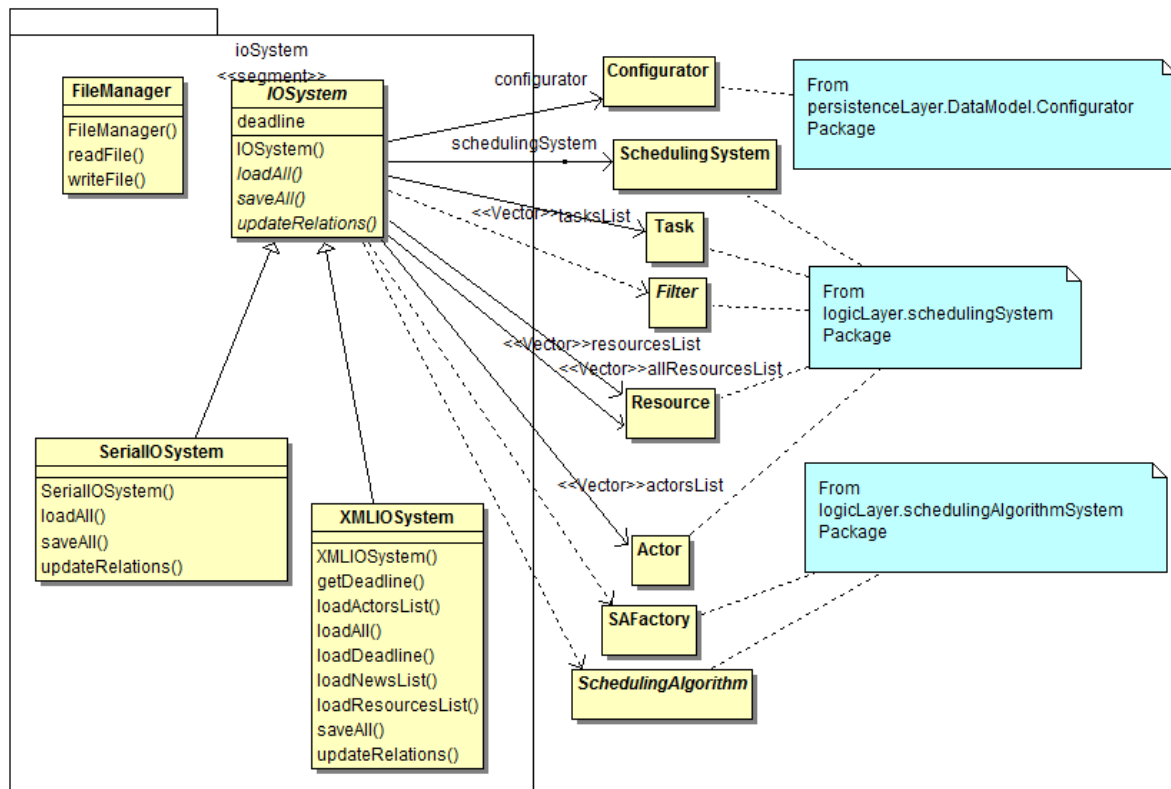 ioSystem
<<segment>>
FileManager
FileManager()
readFile()
writeFile()
IOSystem
deadline
IOSystem()
loadAll()
saveAll()
updateRelations()
configurator
Configurator
From
persistenceLayer.DataModel.Configurator
Package
schedulingSystem
SchedulingSystem
<<Vector>>tasksList
Task
Filter
From
logicLayer.schedulingSystem
Package
<<Vector>>resourcesList
<<Vector>>allResourcesList
Resource
SerialIOSystem
SerialIOSystem()
loadAll()
saveAll()
updateRelations()
XMLIOSystem
XMLIOSystem()
getDeadline()
loadActorsList()
loadAll()
loadDeadline()
loadNewsList()
loadResourcesList()
saveAll()
updateRelations()
<<Vector>>actorsList
Actor
From
logicLayer.schedulingAlgorithmSystem
Package
SAFactory
SchedulingAlgorithm